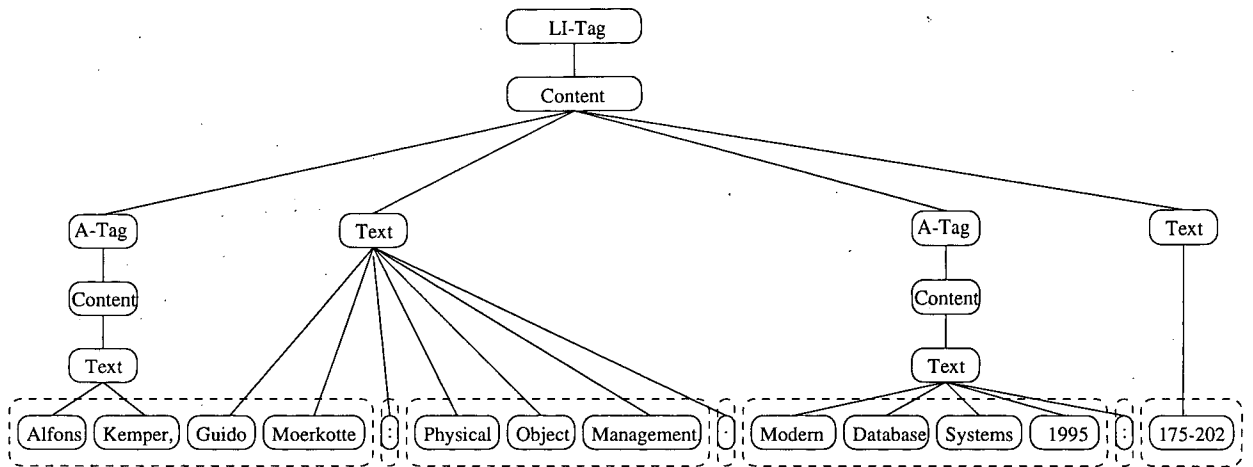 LI-Tag
Content
A-Tag Text A-Tag Text
Content Content
Text Text
Alfons Kemper, Guido Moerkotte : Physical Object Management . Modern Database Systems 1995 : 175-202